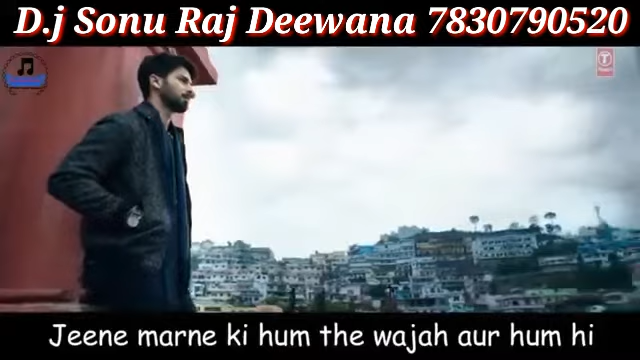 D.j Sonu Raj Deewana 7830790520
Jeene marne ki hum the wajah aur hum hi